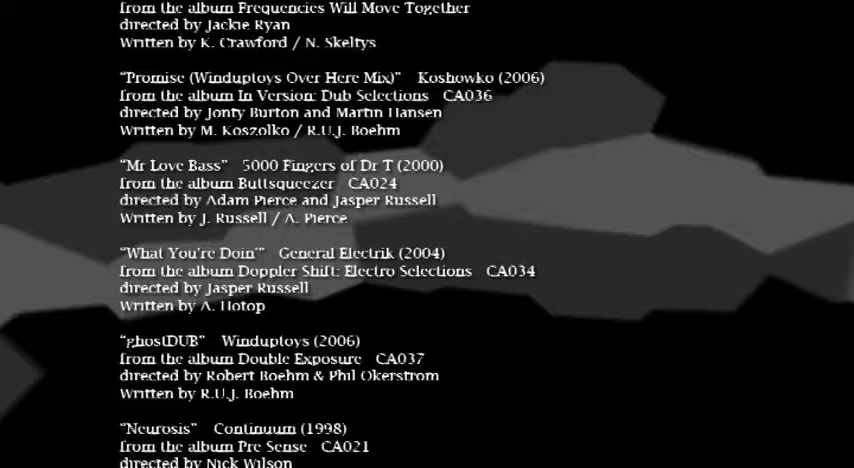 from the album Frequencies Will Move Together
directed by Jackie Ryan
Written by K. Crawford / N. Skeltys
“Promise (Winduptoys Over Here Mix)” Koshowko (2006)
from the album In Version: Dub Selections CA036
directed by Jonty Burton and Martin Hansen
Written by M. Koszolko / R.U.J. Boehm
“Mr Love Bass” 5000 Fingers of Dr T (2000)
from the album Buttsqueezer CA024
directed by Adam Pierce and Jasper Russell
Written by J. Russell / A. Pierce
“What You're Doin'” General Electrik (2004)
from the album Doppler Shift: Electro Selections CA034
directed by Jasper Russell
Written by A. Hotop
“ghostDUB” Winduptoys (2006)
from the album Double Exposure CA037
directed by Robert Boehm & Phil Okerstrom
Written by R.U.J. Boehm
“Neurosis” Continuum (1998)
from the album Pre Sense CA021
directed by Nick Wilson